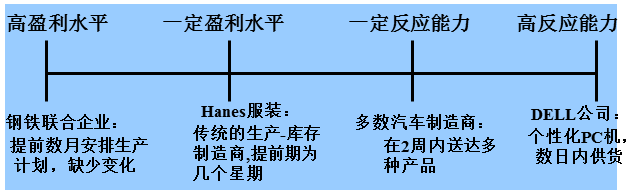 高盈利水平
一定盈利水平
一定反应能力
高反应能力
钢铁联合企业：
提前数月安排生产
计划，缺少变化
Hanes服装：
传统的生产-库存
制造商,提前期为
几个星期
多数汽车制造商：
在2周内送达多
种产品
DELL公司：
个性化PC机,
数日内供货